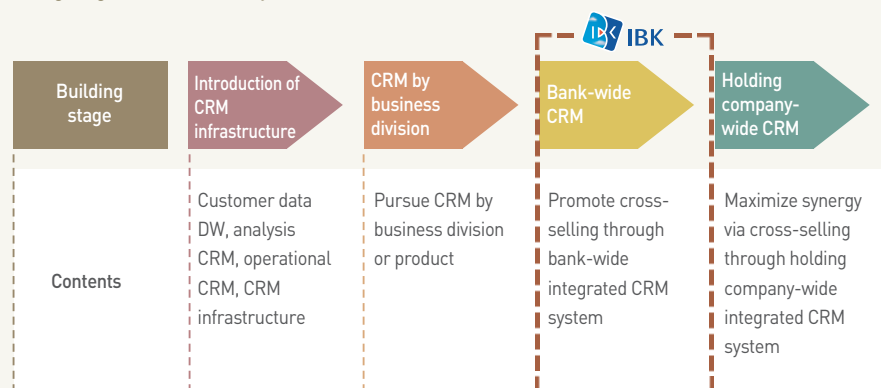 IBK
Building
stage
Introduction of
CRM
infrastructure
CRM by
business
division
Bank-wide
CRM
Holding
company-
wide CRM
Contents
Customer data
DW, analysis
CRM, operational
CRM, CRM
infrastructure
Pursue CRM by
business division
or product
Promote cross-
selling through
bank-wide
integrated CRM
system
Maximize synergy
via cross-selling
through holding
company-wide
integrated CRM
system